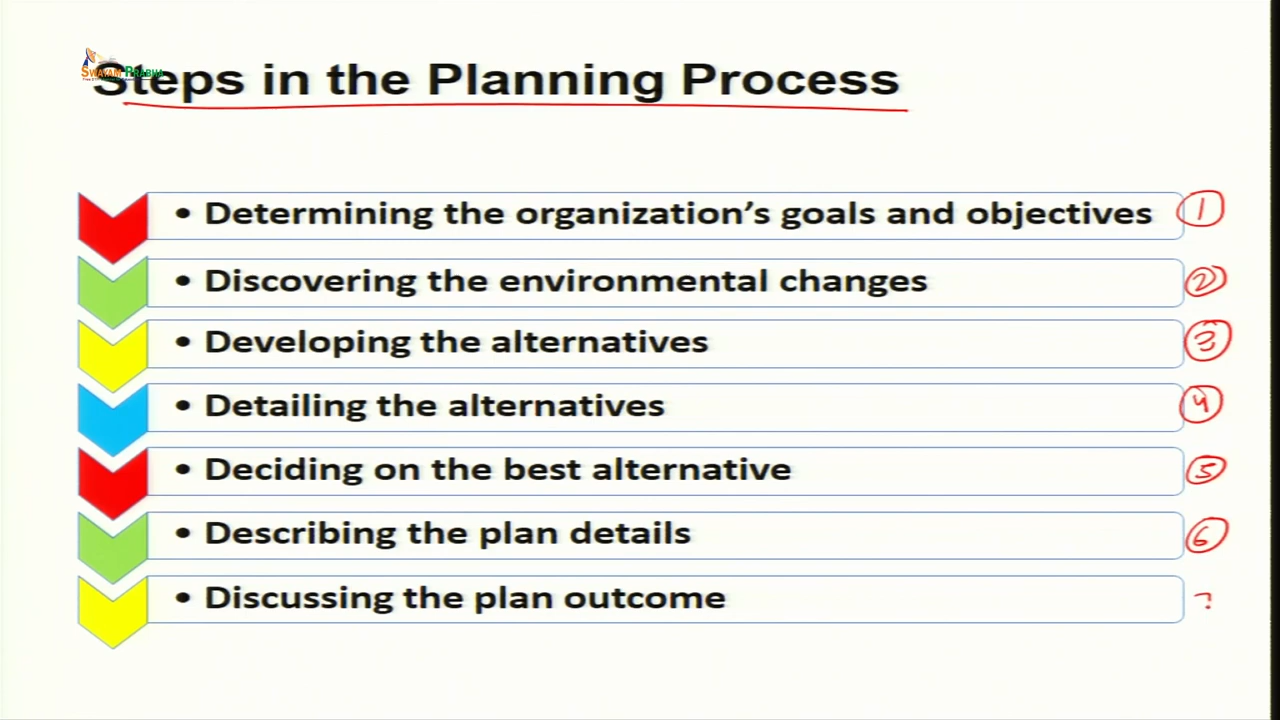 SWAYAM PRABHA
Steps in the Planning Process
• Determining the organization's goals and objectives 1
• Discovering the environmental changes 2
• Developing the alternatives 3
• Detailing the alternatives 4
• Deciding on the best alternative 5
• Describing the plan details 6
• Discussing the plan outcome